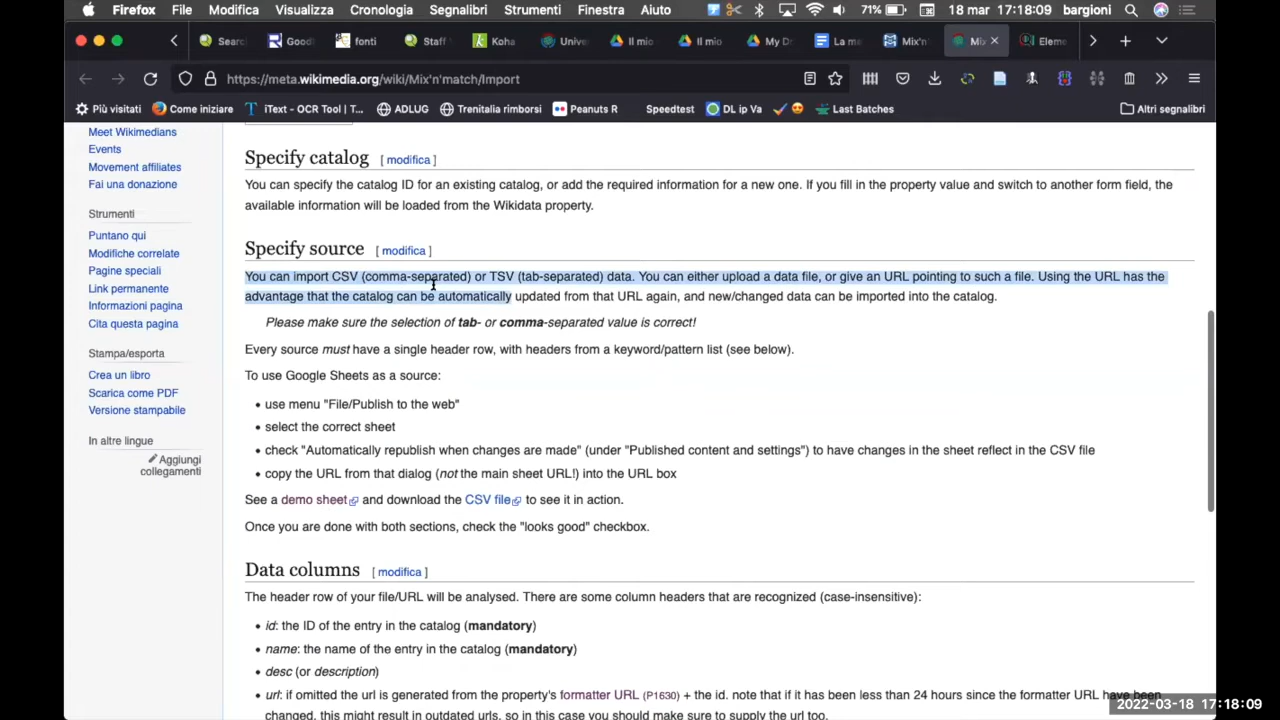 Firefox File Modifica Visualizza Cronologia Segnalibri Strumenti Finestra Aiuto 71% 18 mar 17:18:09 bargioni
Searc Good fonti Staff Koha Unive Il mio Il mio My Do La me Mix'n' Mix Eleme
https://meta.wikimedia.org/wiki/Mix'n'match/Import
Più visitati Come iniziare iText - OCR Tool | T... ADLUG Trenitalia rimborsi Peanuts R Speedtest DL ip Va Last Batches Altri segnalibri
Meet Wikimedians
Events
Movement affiliates
Fai una donazione
Strumenti
Puntano qui
Modifiche correlate
Pagine speciali
Link permanente
Informazioni pagina
Cita questa pagina
Stampa/esporta
Crea un libro
Scarica come PDF
Versione stampabile
In altre lingue
Aggiungi
collegamenti
Specify catalog [ modifica ]
You can specify the catalog ID for an existing catalog, or add the required information for a new one. If you fill in the property value and switch to another form field, the
available information will be loaded from the Wikidata property.
Specify source [ modifica ]
You can import CSV (comma-separated) or TSV (tab-separated) data. You can either upload a data file, or give an URL pointing to such a file. Using the URL has the
advantage that the catalog can be automatically updated from that URL again, and new/changed data can be imported into the catalog.
Please make sure the selection of tab- or comma-separated value is correct!
Every source must have a single header row, with headers from a keyword/pattern list (see below).
To use Google Sheets as a source:
• use menu "File/Publish to the web"
• select the correct sheet
• check "Automatically republish when changes are made" (under "Published content and settings") to have changes in the sheet reflect in the CSV file
• copy the URL from that dialog (not the main sheet URL!) into the URL box
See a demo sheet and download the CSV file to see it in action.
Once you are done with both sections, check the "looks good" checkbox.
Data columns [ modifica ]
The header row of your file/URL will be analysed. There are some column headers that are recognized (case-insensitive):
• id: the ID of the entry in the catalog (mandatory)
• name: the name of the entry in the catalog (mandatory)
• desc (or description)
• url: if omitted the url is generated from the property's formatter URL (P1630) + the id. note that if it has been less than 24 hours since the formatter URL have been
changed, this might result in outdated urls, so in this case you should make sure to supply the url too.
2022-03-18 17:18:09